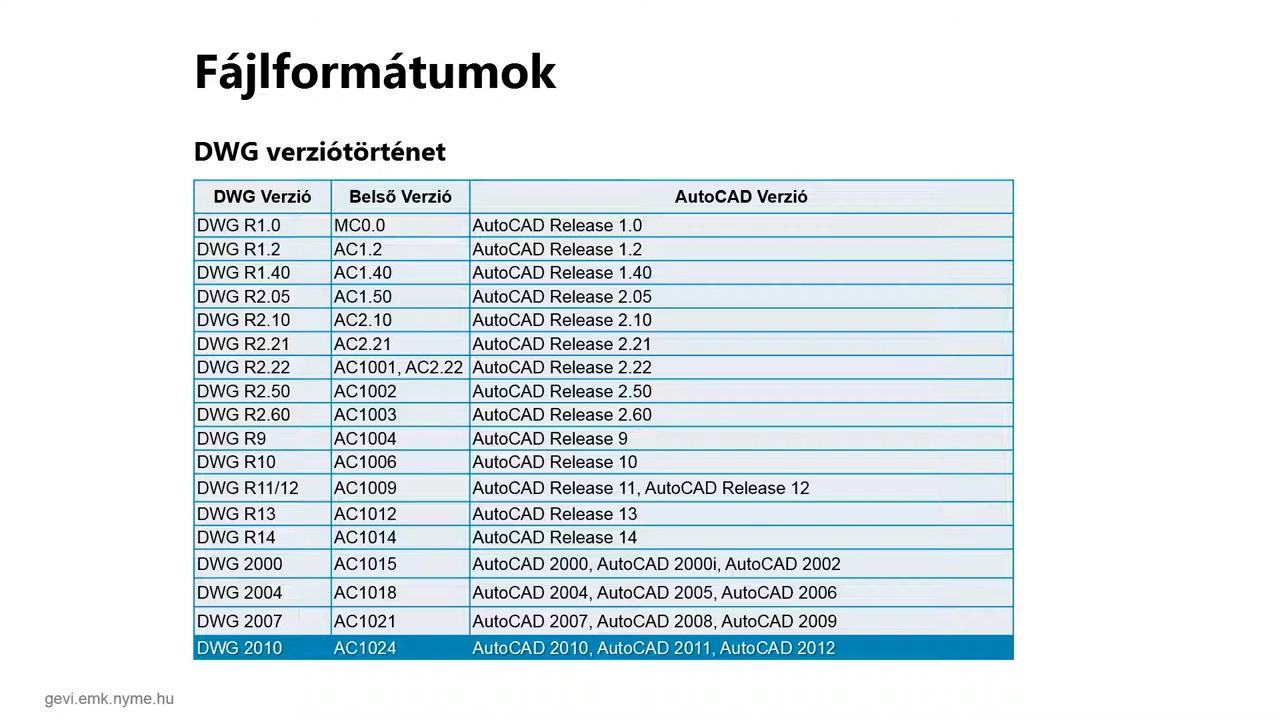 Fájlformátumok
DWG verziótörténet
DWG Verzió Belső Verzió AutoCAD Verzió
DWG R1.0 MC0.0 AutoCAD Release 1.0
DWG R1.2 AC1.2 AutoCAD Release 1.2
DWG R1.40 AC1.40 AutoCAD Release 1.40
DWG R2.05 AC1.50 AutoCAD Release 2.05
DWG R2.10 AC2.10 AutoCAD Release 2.10
DWG R2.21 AC2.21 AutoCAD Release 2.21
DWG R2.22 AC1001, AC2.22 AutoCAD Release 2.22
DWG R2.50 AC1002 AutoCAD Release 2.50
DWG R2.60 AC1003 AutoCAD Release 2.60
DWG R9 AC1004 AutoCAD Release 9
DWG R10 AC1006 AutoCAD Release 10
DWG R11/12 AC1009 AutoCAD Release 11, AutoCAD Release 12
DWG R13 AC1012 AutoCAD Release 13
DWG R14 AC1014 AutoCAD Release 14
DWG 2000 AC1015 AutoCAD 2000, AutoCAD 2000i, AutoCAD 2002
DWG 2004 AC1018 AutoCAD 2004, AutoCAD 2005, AutoCAD 2006
DWG 2007 AC1021 AutoCAD 2007, AutoCAD 2008, AutoCAD 2009
DWG 2010 AC1024 AutoCAD 2010, AutoCAD 2011, AutoCAD 2012
gevi.emk.nyme.hu